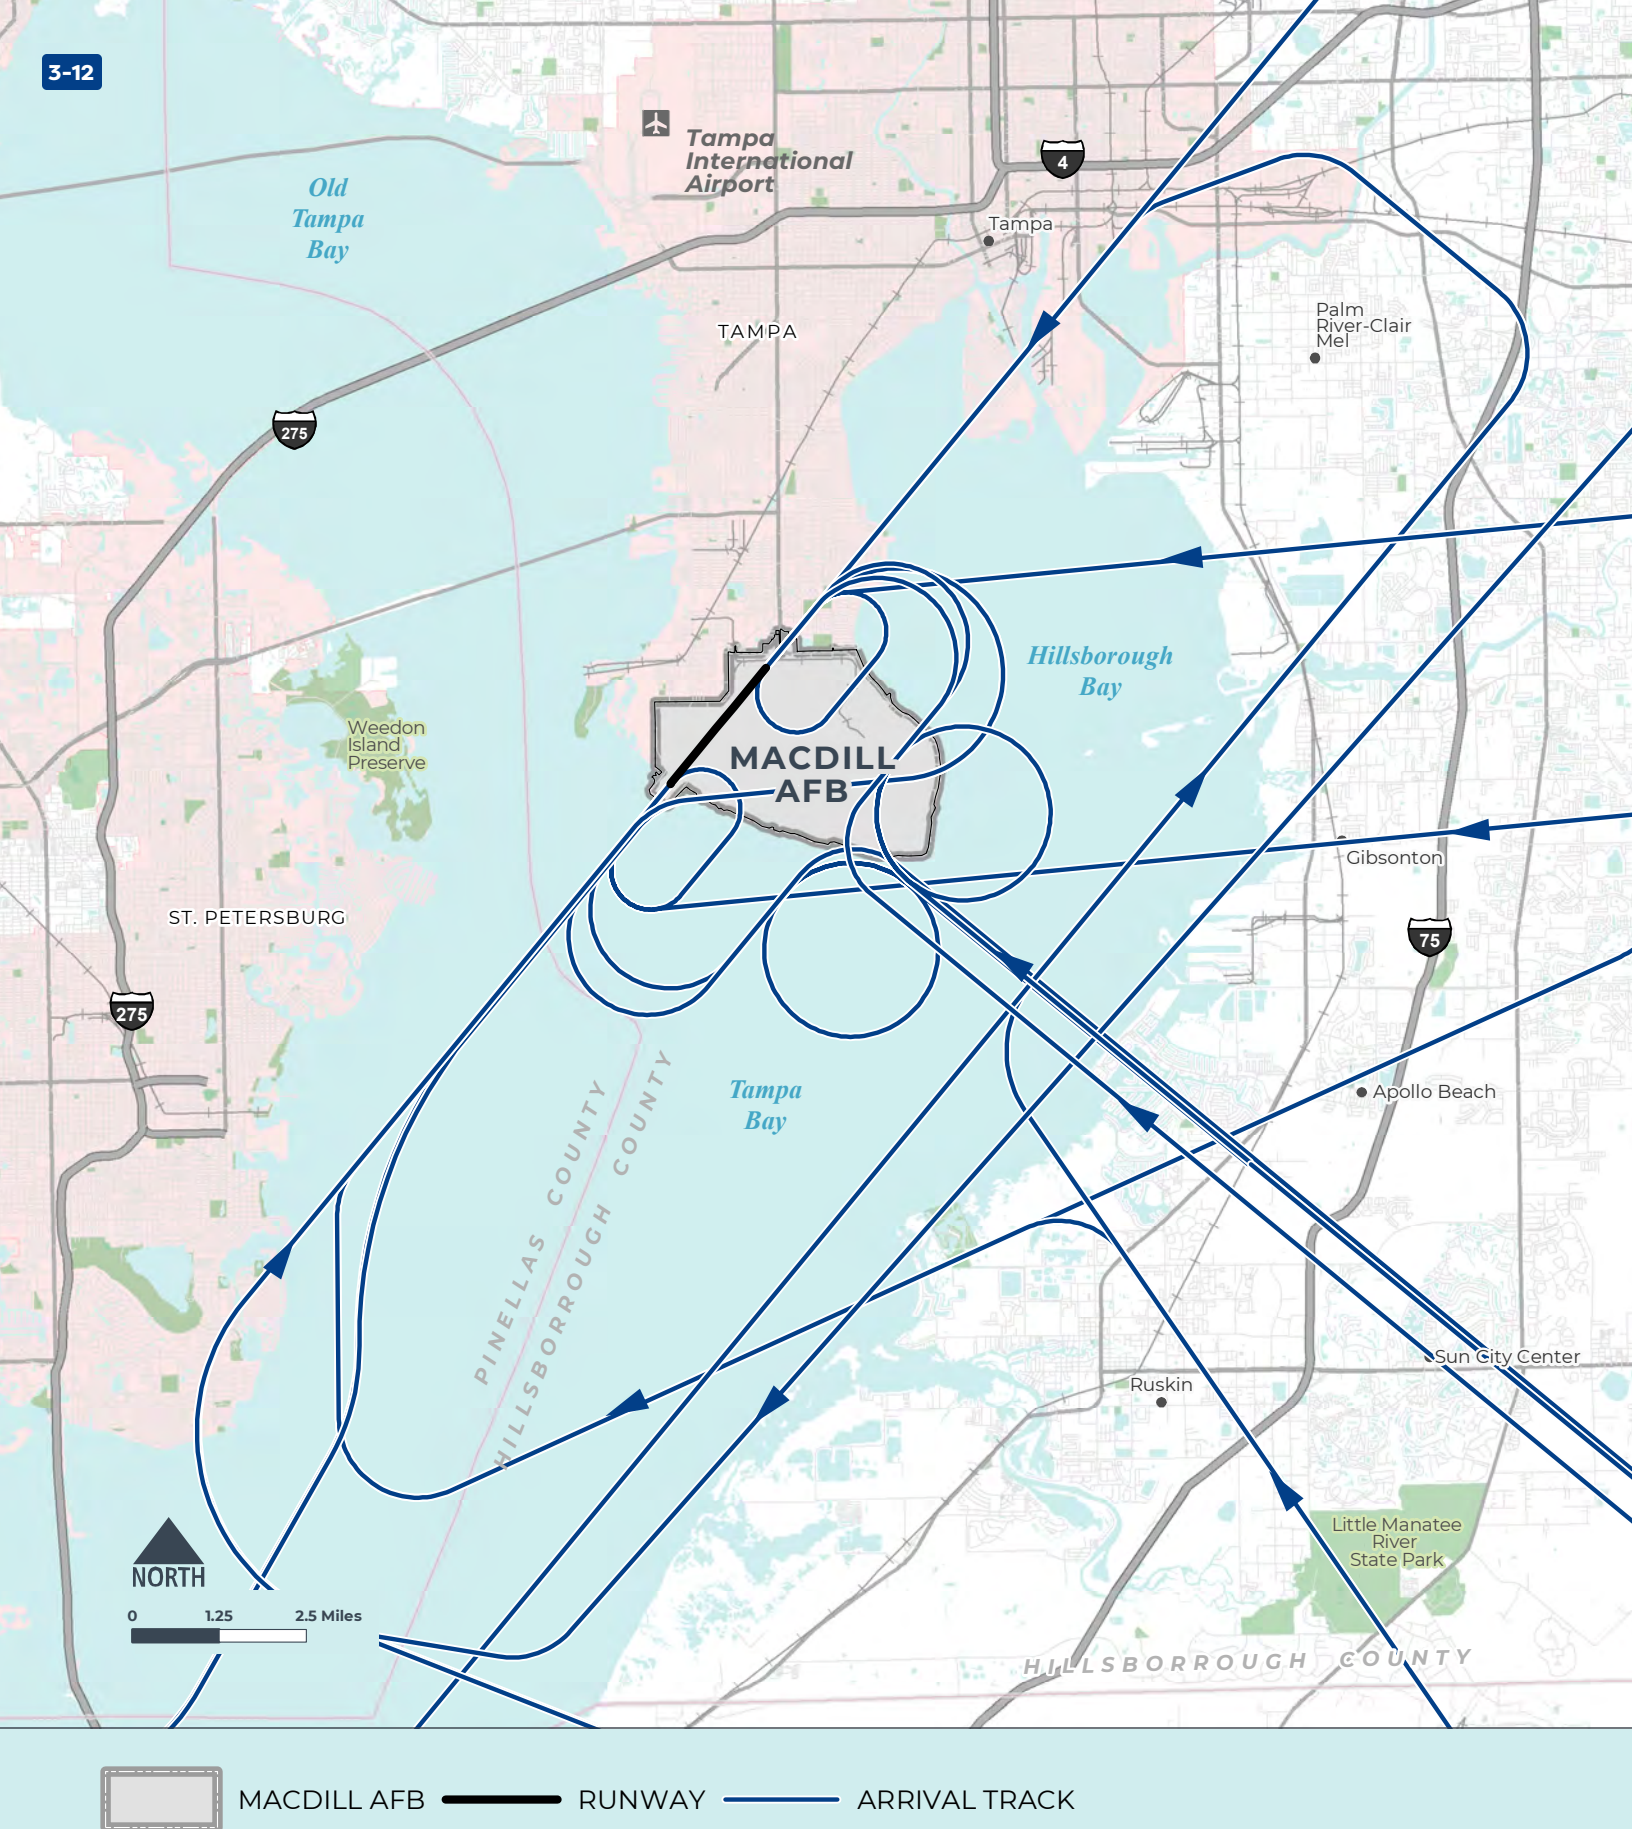 3-12
Tampa
International
Airport
4
Old
Tampa
Bay
Tampa
Palm
River-Clair
Mel
TAMPA
275
Hillsborough
Bay
Weedon
Island
Preserve
MACDILL
AFB
Gibsonton
ST. PETERSBURG
75
275
Tampa
Bay
Apollo Beach
PINELLAS COUNTY
HILLSBOROUGH COUNTY
Sun City Center
Ruskin
Little Manatee
River
State Park
NORTH
0 1.25 2.5 Miles
HILLSBORROUGH COUNTY
MACDILL AFB RUNWAY ARRIVAL TRACK